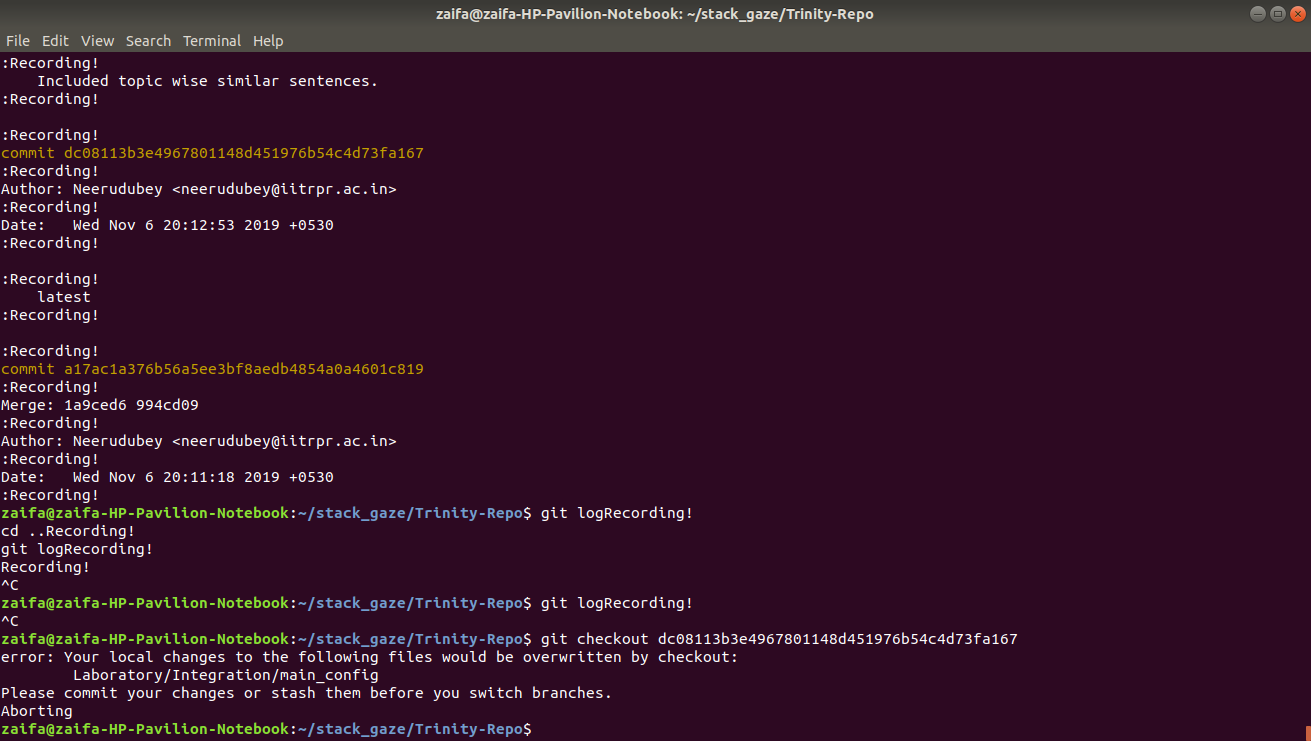 zaifa@zaifa-HP-Pavilion-Notebook: ~/stack_gaze/Trinity-Repo
File Edit View Search Terminal Help
:Recording!
    Included topic wise similar sentences.
:Recording!
:Recording!
commit dc08113b3e4967801148d451976b54c4d73fa167
:Recording!
Author: Neerudubey <neerudubey@iitrpr.ac.in>
:Recording!
Date:   Wed Nov 6 20:12:53 2019 +0530
:Recording!
:Recording!
    latest
:Recording!
:Recording!
commit a17ac1a376b56a5ee3bf8aedb4854a0a4601c819
:Recording!
Merge: 1a9ced6 994cd09
:Recording!
Author: Neerudubey <neerudubey@iitrpr.ac.in>
:Recording!
Date:   Wed Nov 6 20:11:18 2019 +0530
:Recording!
zaifa@zaifa-HP-Pavilion-Notebook:~/stack_gaze/Trinity-Repo$ git logRecording!
cd ..Recording!
git logRecording!
Recording!
^C
zaifa@zaifa-HP-Pavilion-Notebook:~/stack_gaze/Trinity-Repo$ git logRecording!
^C
zaifa@zaifa-HP-Pavilion-Notebook:~/stack_gaze/Trinity-Repo$ git checkout dc08113b3e4967801148d451976b54c4d73fa167
error: Your local changes to the following files would be overwritten by checkout:
        Laboratory/Integration/main_config
Please commit your changes or stash them before you switch branches.
Aborting
zaifa@zaifa-HP-Pavilion-Notebook:~/stack_gaze/Trinity-Repo$